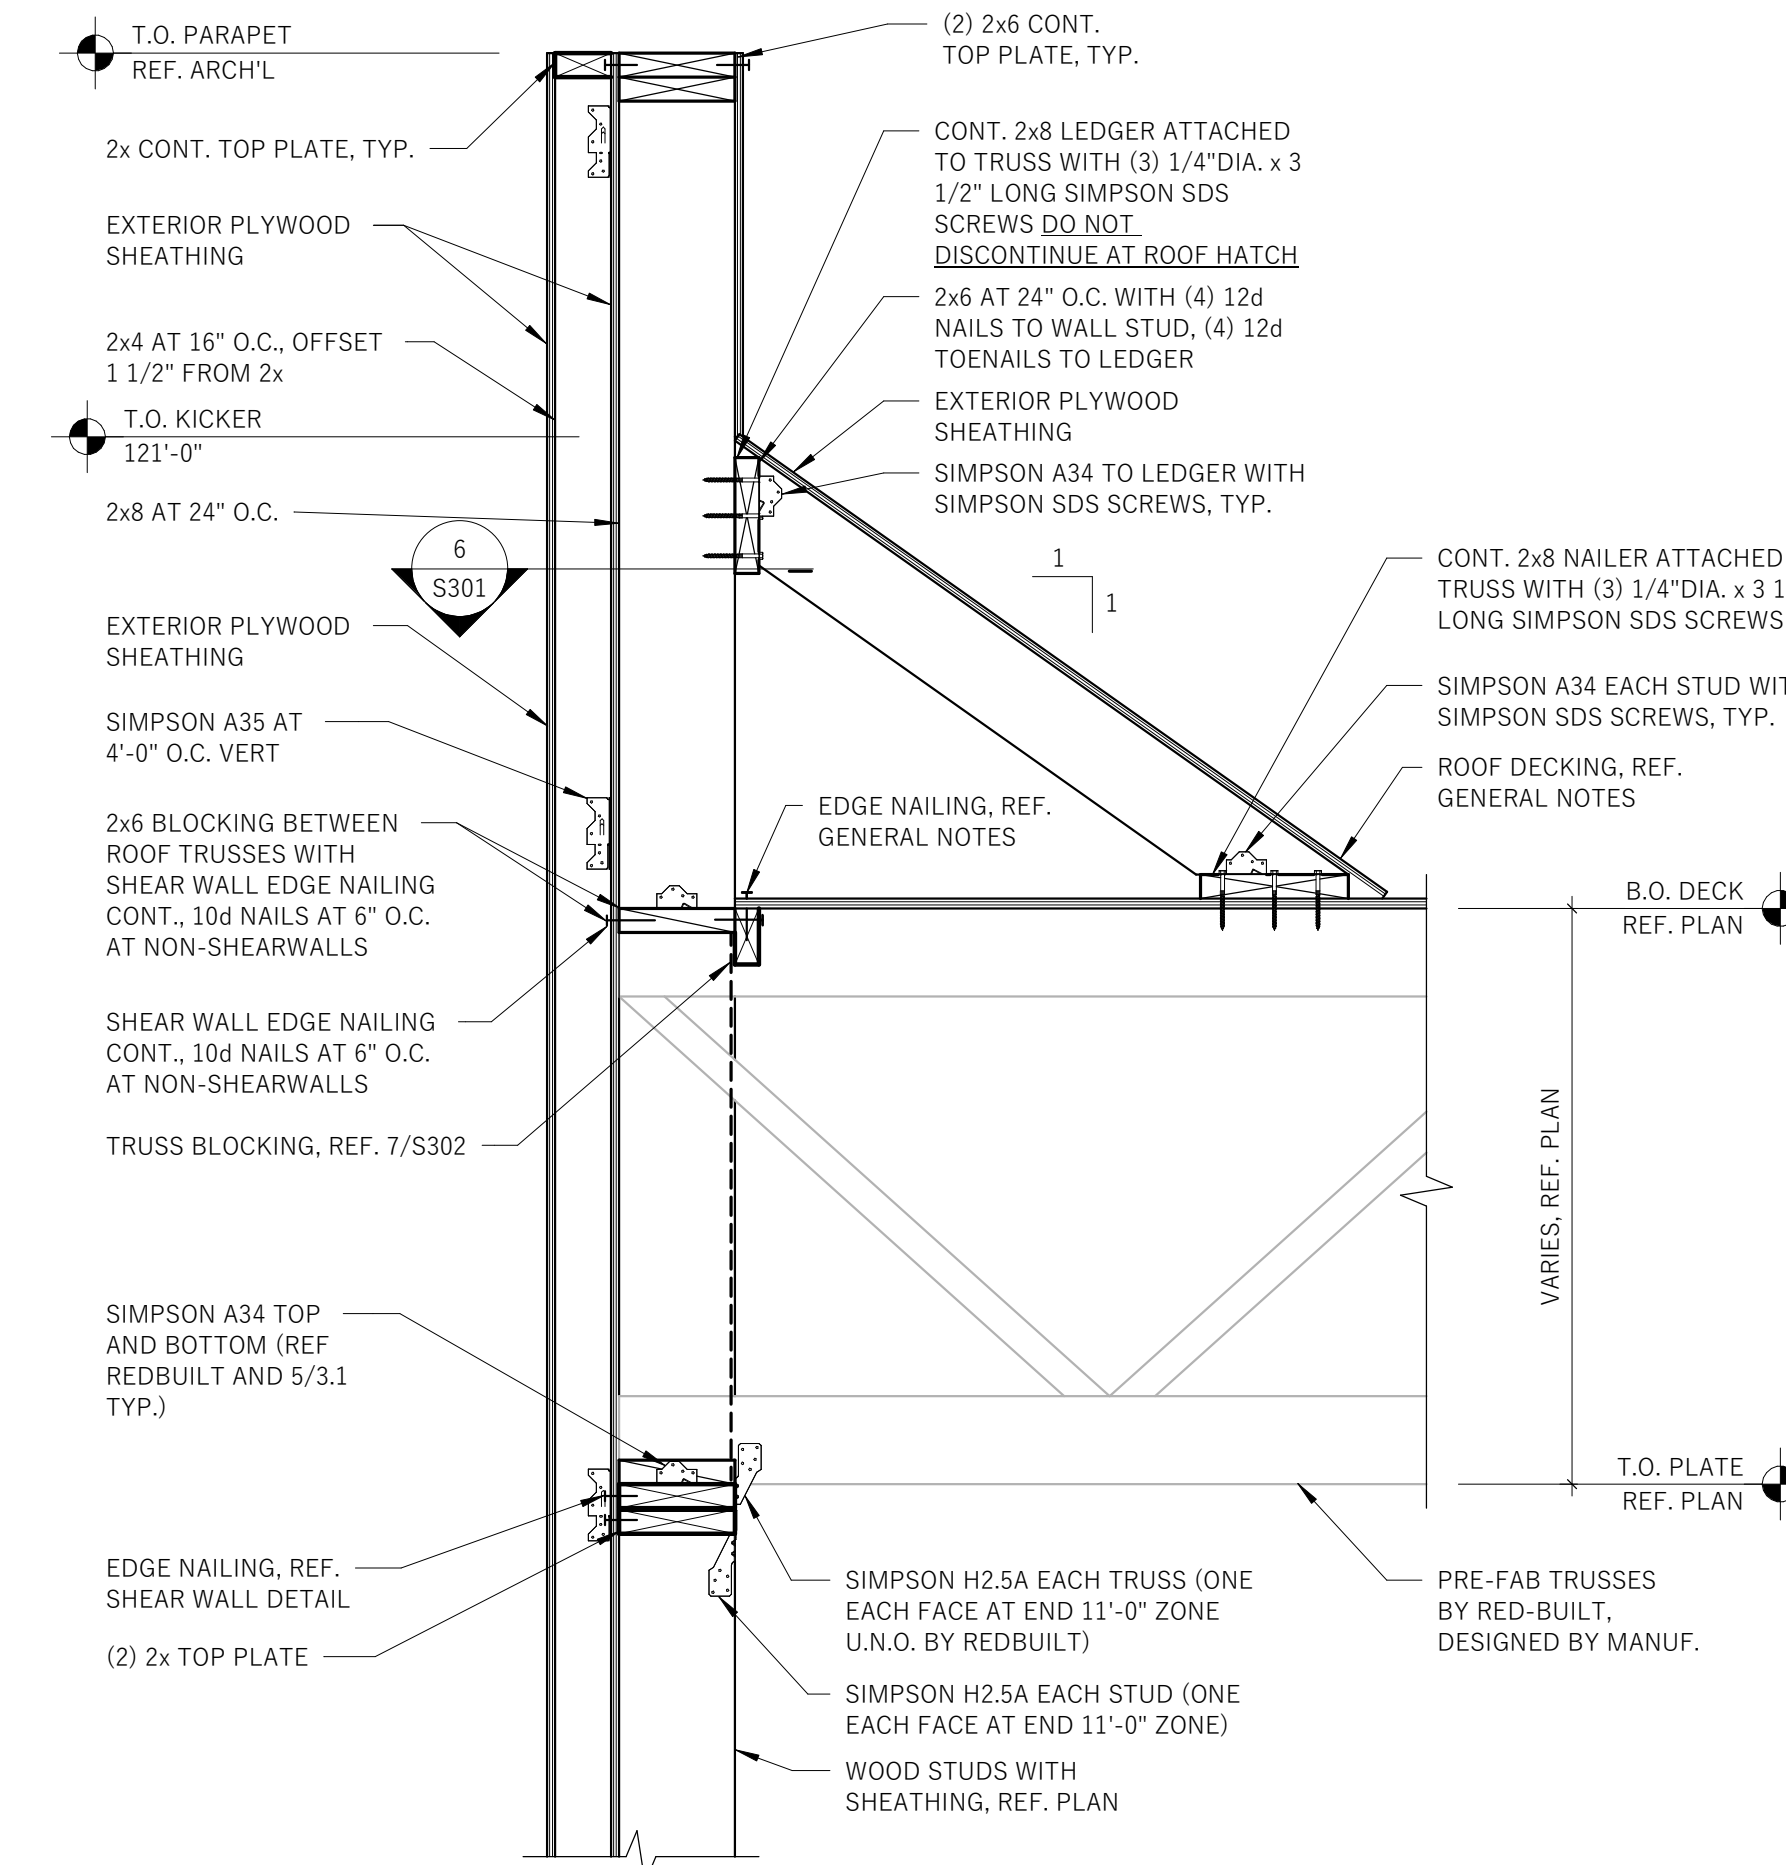 T.O. PARAPET
REF. ARCH'L
2x CONT. TOP PLATE, TYP.
EXTERIOR PLYWOOD
SHEATHING
2x4 AT 16" O.C., OFFSET
1 1/2" FROM 2x
T.O. KICKER
121'-0"
2x8 AT 24" O.C.
6
S301
EXTERIOR PLYWOOD
SHEATHING
SIMPSON A35 AT
4'-0" O.C. VERT
2x6 BLOCKING BETWEEN
ROOF TRUSSES WITH
SHEAR WALL EDGE NAILING
CONT., 10d NAILS AT 6" O.C.
AT NON-SHEARWALLS
SHEAR WALL EDGE NAILING
CONT., 10d NAILS AT 6" O.C.
AT NON-SHEARWALLS
TRUSS BLOCKING, REF. 7/S302
SIMPSON A34 TOP
AND BOTTOM (REF
REDBUILT AND 5/3.1
TYP.)
EDGE NAILING, REF.
SHEAR WALL DETAIL
(2) 2x TOP PLATE
(2) 2x6 CONT.
TOP PLATE, TYP.
CONT. 2x8 LEDGER ATTACHED
TO TRUSS WITH (3) 1/4"DIA. x 3
1/2" LONG SIMPSON SDS
SCREWS DO NOT
DISCONTINUE AT ROOF HATCH
2x6 AT 24" O.C. WITH (4) 12d
NAILS TO WALL STUD, (4) 12d
TOENAILS TO LEDGER
EXTERIOR PLYWOOD
SHEATHING
SIMPSON A34 TO LEDGER WITH
SIMPSON SDS SCREWS, TYP.
1
1
CONT. 2x8 NAILER ATTACHED
TRUSS WITH (3) 1/4"DIA. x 3 1
LONG SIMPSON SDS SCREWS
SIMPSON A34 EACH STUD WIT
SIMPSON SDS SCREWS, TYP.
ROOF DECKING, REF.
GENERAL NOTES
EDGE NAILING, REF.
GENERAL NOTES
B.O. DECK
REF. PLAN
VARIES, REF. PLAN
T.O. PLATE
REF. PLAN
SIMPSON H2.5A EACH TRUSS (ONE
EACH FACE AT END 11'-0" ZONE
U.N.O. BY REDBUILT)
SIMPSON H2.5A EACH STUD (ONE
EACH FACE AT END 11'-0" ZONE)
WOOD STUDS WITH
SHEATHING, REF. PLAN
PRE-FAB TRUSSES
BY RED-BUILT,
DESIGNED BY MANUF.